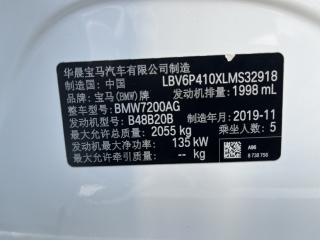 华晨宝马汽车有限公司制造
中国 LBV6P410XLMS32918
品牌: 宝马(BMW)牌 发动机排量: 1998 mL
整车型号: BMW7200AG
发动机型号: B48B20B 制造年月: 2019-11
最大允许总质量: 2055 kg 乘坐人数: 5
发动机最大净功率: 135 kW
最大允许牵引质量: -- kg
A96